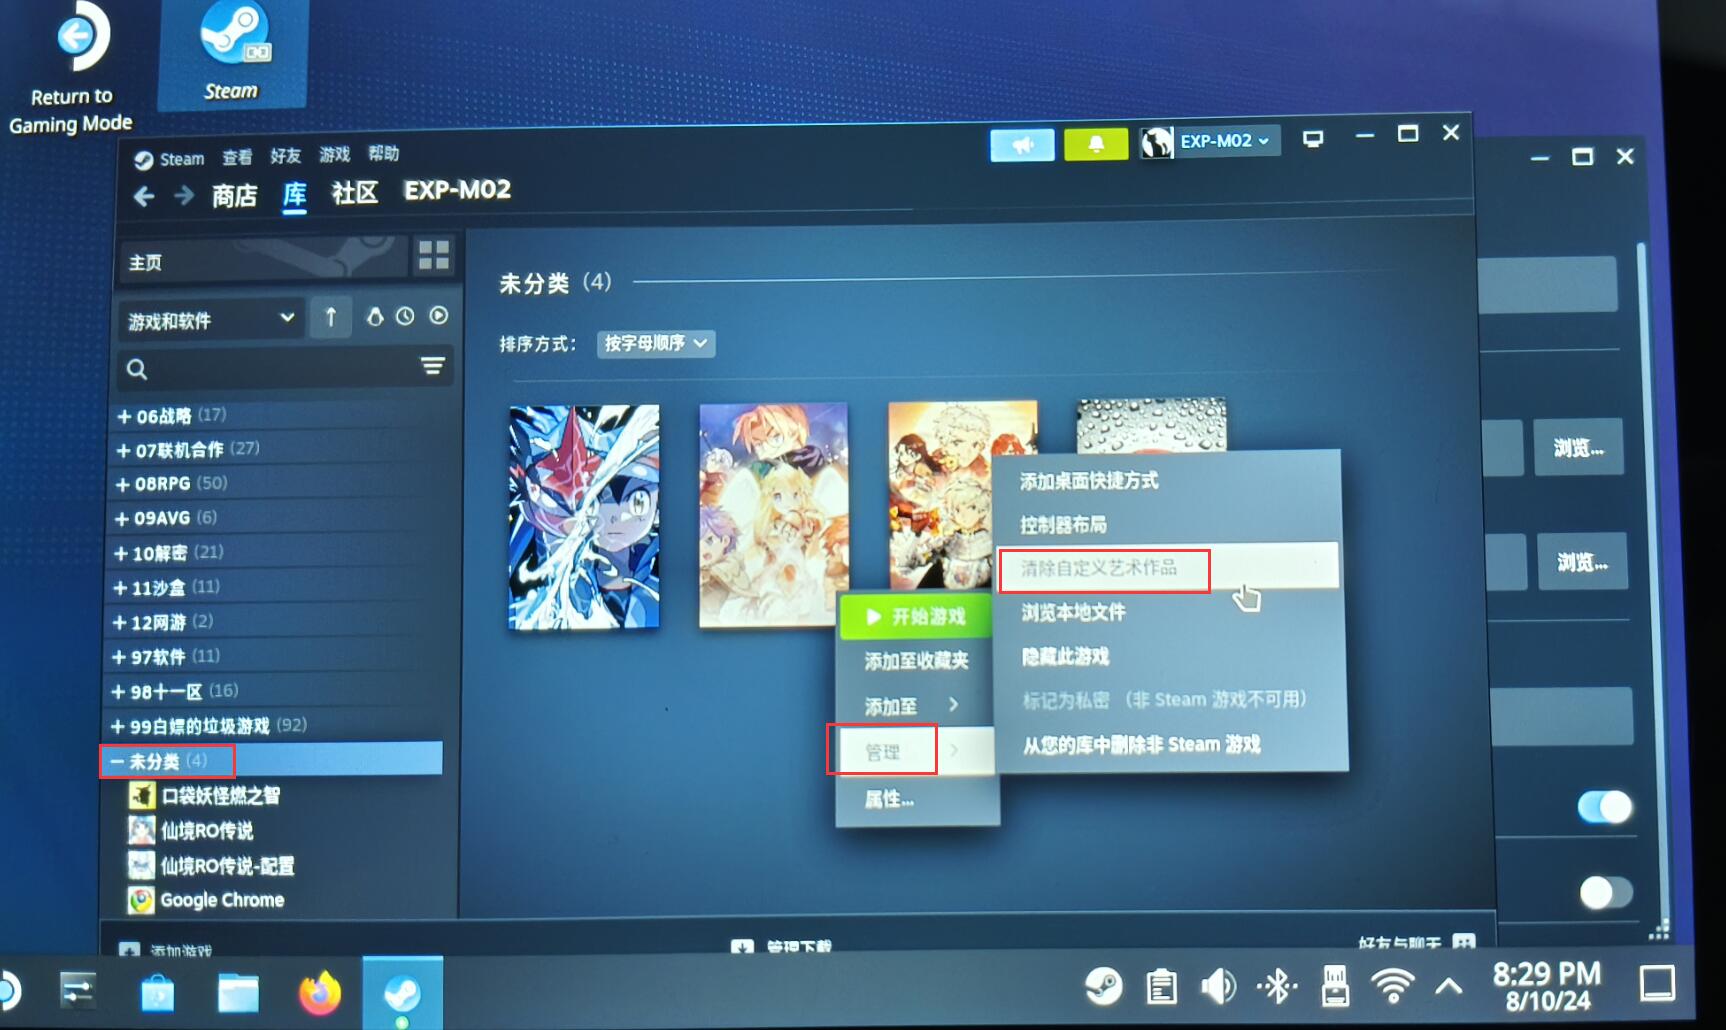 Return to
Gaming Mode
Steam
Steam 查看 好友 游戏 帮助
EXP-M02
商店 库 社区 EXP-M02
主页
游戏和软件
+ 06战略 (17)
+ 07联机合作 (27)
+ 08RPG (50)
+ 09AVG (6)
+ 10解密 (21)
+ 11沙盒 (11)
+ 12网游 (2)
+ 97软件 (11)
+ 98十一区 (16)
+ 99白嫖的垃圾游戏 (92)
− 未分类 (4)
口袋妖怪燃之智
仙境RO传说
仙境RO传说-配置
Google Chrome
未分类 (4)
排序方式： 按字母顺序
开始游戏
添加至收藏夹
添加至
管理
属性...
添加桌面快捷方式
控制器布局
清除自定义艺术作品
浏览本地文件
隐藏此游戏
标记为私密 （非 Steam 游戏不可用）
从您的库中删除非 Steam 游戏
浏览...
浏览...
添加游戏
管理下载
好友与聊天
8:29 PM
8/10/24